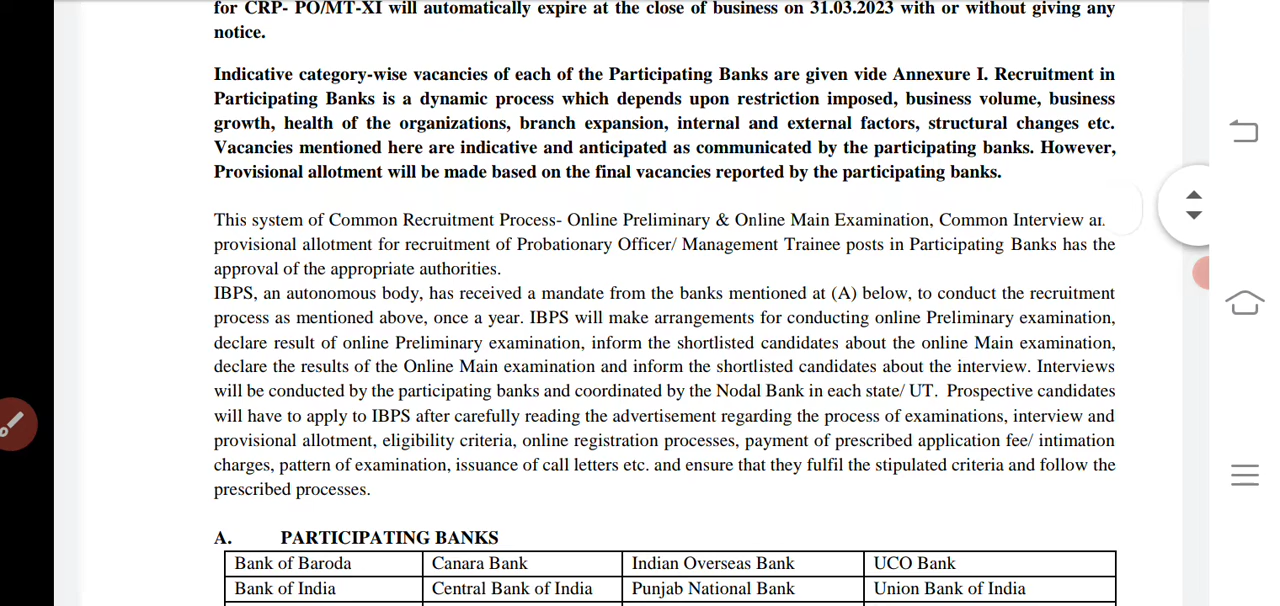 for CRP- PO/MT-XI will automatically expire at the close of business on 31.03.2023 with or without giving any
notice.
Indicative category-wise vacancies of each of the Participating Banks are given vide Annexure I. Recruitment in
Participating Banks is a dynamic process which depends upon restriction imposed, business volume, business
growth, health of the organizations, branch expansion, internal and external factors, structural changes etc.
Vacancies mentioned here are indicative and anticipated as communicated by the participating banks. However,
Provisional allotment will be made based on the final vacancies reported by the participating banks.
This system of Common Recruitment Process- Online Preliminary & Online Main Examination, Common Interview
provisional allotment for recruitment of Probationary Officer/ Management Trainee posts in Participating Banks has the
approval of the appropriate authorities.
IBPS, an autonomous body, has received a mandate from the banks mentioned at (A) below, to conduct the recruitment
process as mentioned above, once a year. IBPS will make arrangements for conducting online Preliminary examination,
declare result of online Preliminary examination, inform the shortlisted candidates about the online Main examination,
declare the results of the Online Main examination and inform the shortlisted candidates about the interview. Interviews
will be conducted by the participating banks and coordinated by the Nodal Bank in each state/ UT. Prospective candidates
will have to apply to IBPS after carefully reading the advertisement regarding the process of examinations, interview and
provisional allotment, eligibility criteria, online registration processes, payment of prescribed application fee/ intimation
charges, pattern of examination, issuance of call letters etc. and ensure that they fulfil the stipulated criteria and follow the
prescribed processes.
A. PARTICIPATING BANKS
Bank of Baroda Canara Bank Indian Overseas Bank UCO Bank
Bank of India Central Bank of India Punjab National Bank Union Bank of India